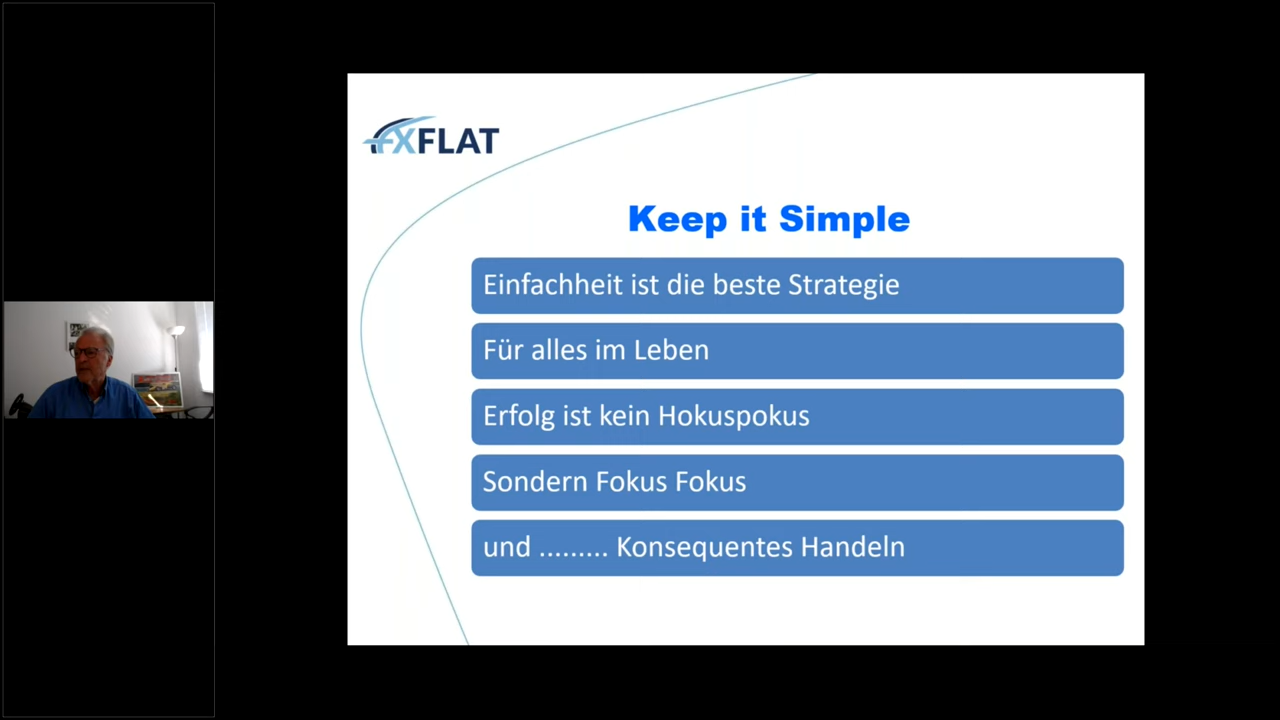 FXFLAT
Keep it Simple
Einfachheit ist die beste Strategie
Für alles im Leben
Erfolg ist kein Hokuspokus
Sondern Fokus Fokus
und ......... Konsequentes Handeln